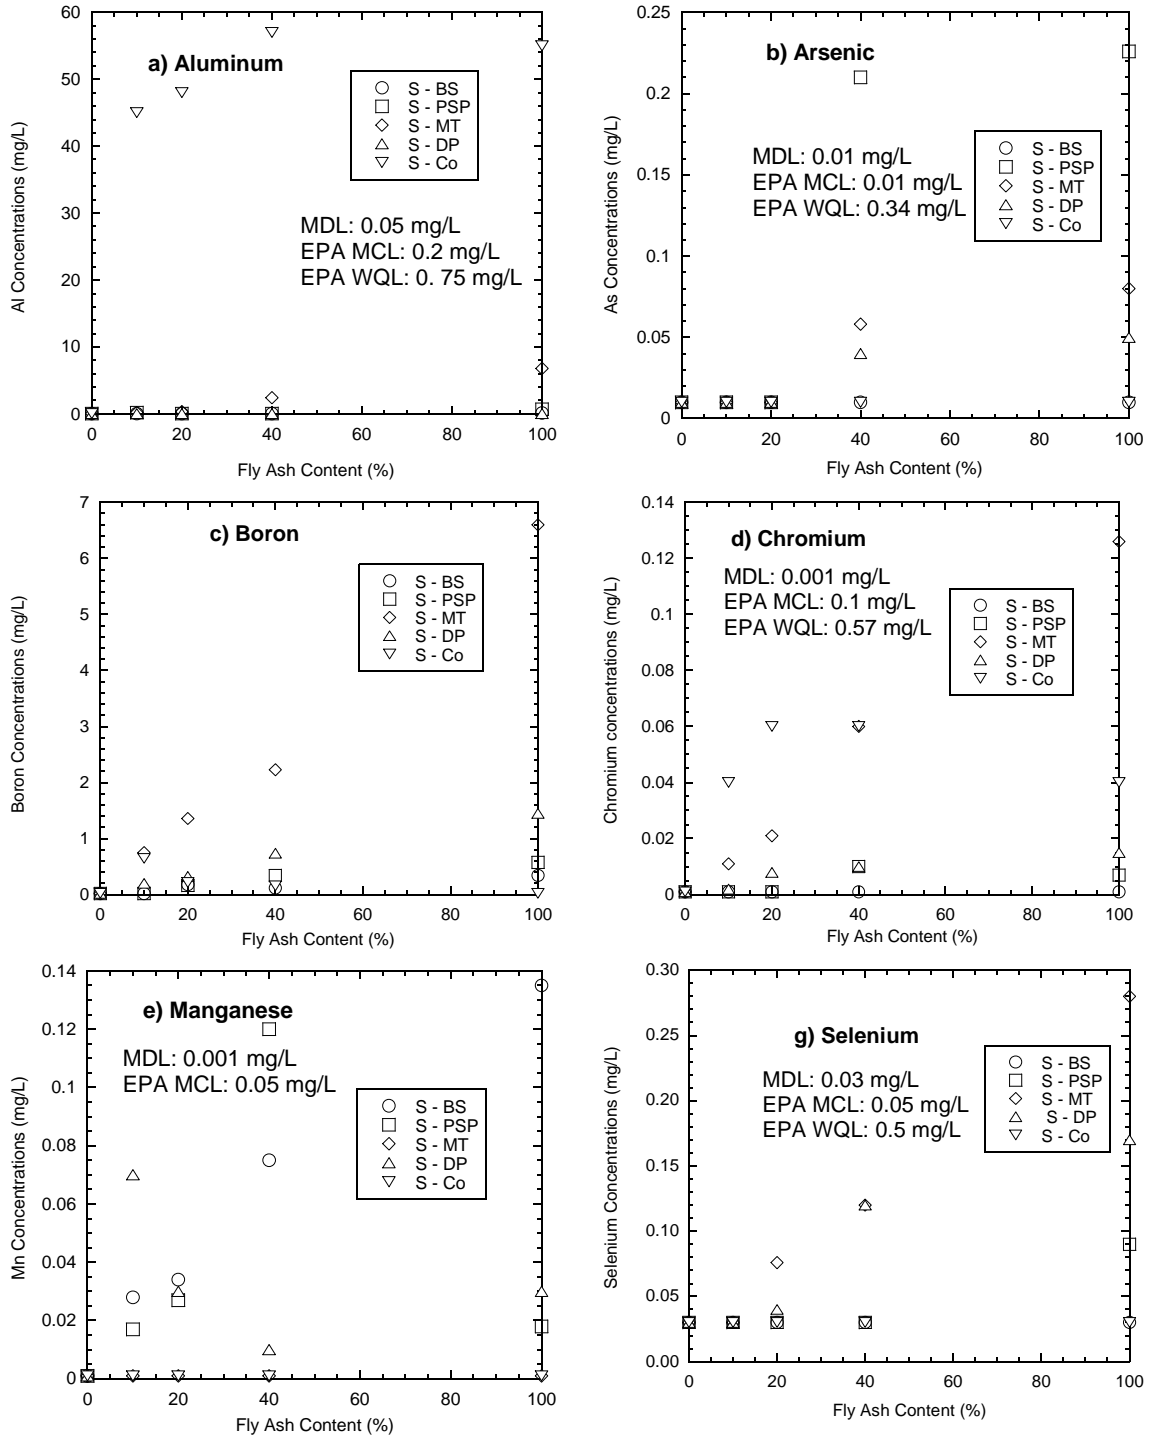 a) Aluminum
S - BS
S - PSP
S - MT
S - DP
S - Co
MDL: 0.05 mg/L
EPA MCL: 0.2 mg/L
EPA WQL: 0. 75 mg/L
Al Concentrations (mg/L)
60
50
40
30
20
10
0
0 20 40 60 80 100
Fly Ash Content (%)
b) Arsenic
S - BS
S - PSP
S - MT
S - DP
S - Co
MDL: 0.01 mg/L
EPA MCL: 0.01 mg/L
EPA WQL: 0.34 mg/L
As Concentrations (mg/L)
0.25
0.2
0.15
0.1
0.05
0
0 20 40 60 80 100
Fly Ash Content (%)
c) Boron
S - BS
S - PSP
S - MT
S - DP
S - Co
Boron Concentrations (mg/L)
7
6
5
4
3
2
1
0
0 20 40 60 80 100
Fly Ash Content (%)
d) Chromium
MDL: 0.001 mg/L
EPA MCL: 0.1 mg/L
EPA WQL: 0.57 mg/L
S - BS
S - PSP
S - MT
S - DP
S - Co
Chromium concentrations (mg/L)
0.14
0.12
0.1
0.08
0.06
0.04
0.02
0
0 20 40 60 80 100
Fly Ash Content (%)
e) Manganese
MDL: 0.001 mg/L
EPA MCL: 0.05 mg/L
S - BS
S - PSP
S - MT
S - DP
S - Co
Mn Concentrations (mg/L)
0.14
0.12
0.1
0.08
0.06
0.04
0.02
0
0 20 40 60 80 100
Fly Ash Content (%)
g) Selenium
MDL: 0.03 mg/L
EPA MCL: 0.05 mg/L
EPA WQL: 0.5 mg/L
S - BS
S - PSP
S - MT
S - DP
S - Co
Selenium Concentrations (mg/L)
0.30
0.25
0.20
0.15
0.10
0.05
0.00
0 20 40 60 80 100
Fly Ash Content (%)